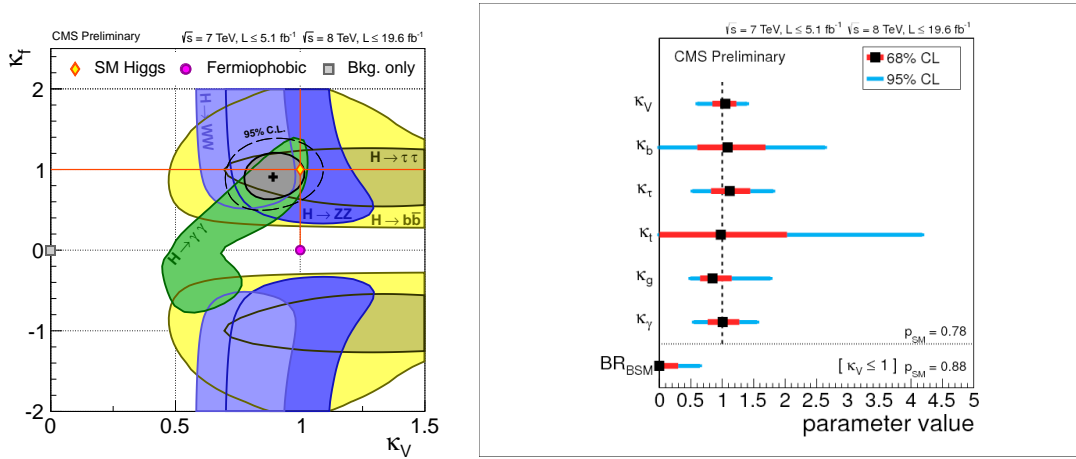 CMS Preliminary √s = 7 TeV, L ≤ 5.1 fb⁻¹ √s = 8 TeV, L ≤ 19.6 fb⁻¹
κf
SM Higgs Fermiophobic Bkg. only
H → WW
95% C.L.
H → τ τ
H → ZZ
H → bb̄
H → γ γ
2
1
0
-1
-2
0 0.5 1 1.5
κV
√s = 7 TeV, L ≤ 5.1 fb⁻¹ √s = 8 TeV, L ≤ 19.6 fb⁻¹
CMS Preliminary
68% CL
95% CL
κV
κb
κτ
κt
κg
κγ
pSM = 0.78
BRBSM [ κV ≤ 1 ] pSM = 0.88
0 0.5 1 1.5 2 2.5 3 3.5 4 4.5 5
parameter value